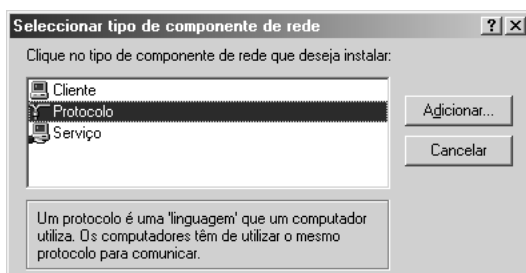 Seleccionar tipo de componente de rede
Clique no tipo de componente de rede que deseja instalar:
Cliente
Protocolo
Serviço
Adicionar...
Cancelar
Um protocolo é uma 'linguagem' que um computador
utiliza. Os computadores têm de utilizar o mesmo
protocolo para comunicar.